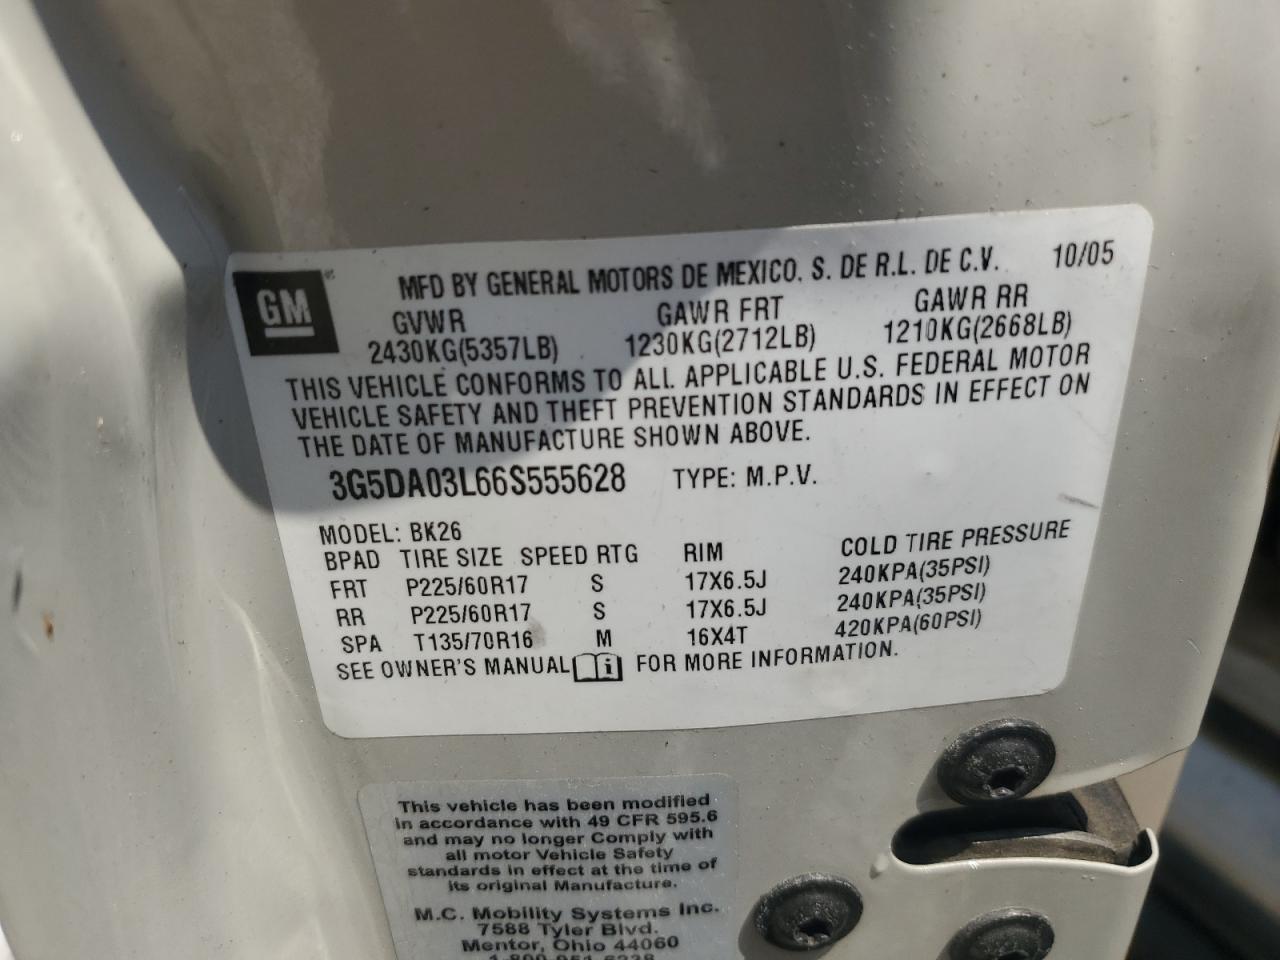 GM
MFD BY GENERAL MOTORS DE MEXICO, S. DE R.L. DE C.V. 10/05
GVWR GAWR FRT GAWR RR
2430KG(5357LB) 1230KG(2712LB) 1210KG(2668LB)
THIS VEHICLE CONFORMS TO ALL APPLICABLE U.S. FEDERAL MOTOR
VEHICLE SAFETY AND THEFT PREVENTION STANDARDS IN EFFECT ON
THE DATE OF MANUFACTURE SHOWN ABOVE.
3G5DA03L66S555628 TYPE: M.P.V.
MODEL: BK26
BPAD TIRE SIZE SPEED RTG RIM COLD TIRE PRESSURE
FRT P225/60R17 S 17X6.5J 240KPA(35PSI)
RR P225/60R17 S 17X6.5J 240KPA(35PSI)
SPA T135/70R16 M 16X4T 420KPA(60PSI)
SEE OWNER'S MANUAL FOR MORE INFORMATION.
This vehicle has been modified
in accordance with 49 CFR 595.6
and may no longer Comply with
all motor Vehicle Safety
standards in effect at the time of
its original Manufacture.
M.C. Mobility Systems Inc.
7588 Tyler Blvd.
Mentor, Ohio 44060
1-800-951-6238